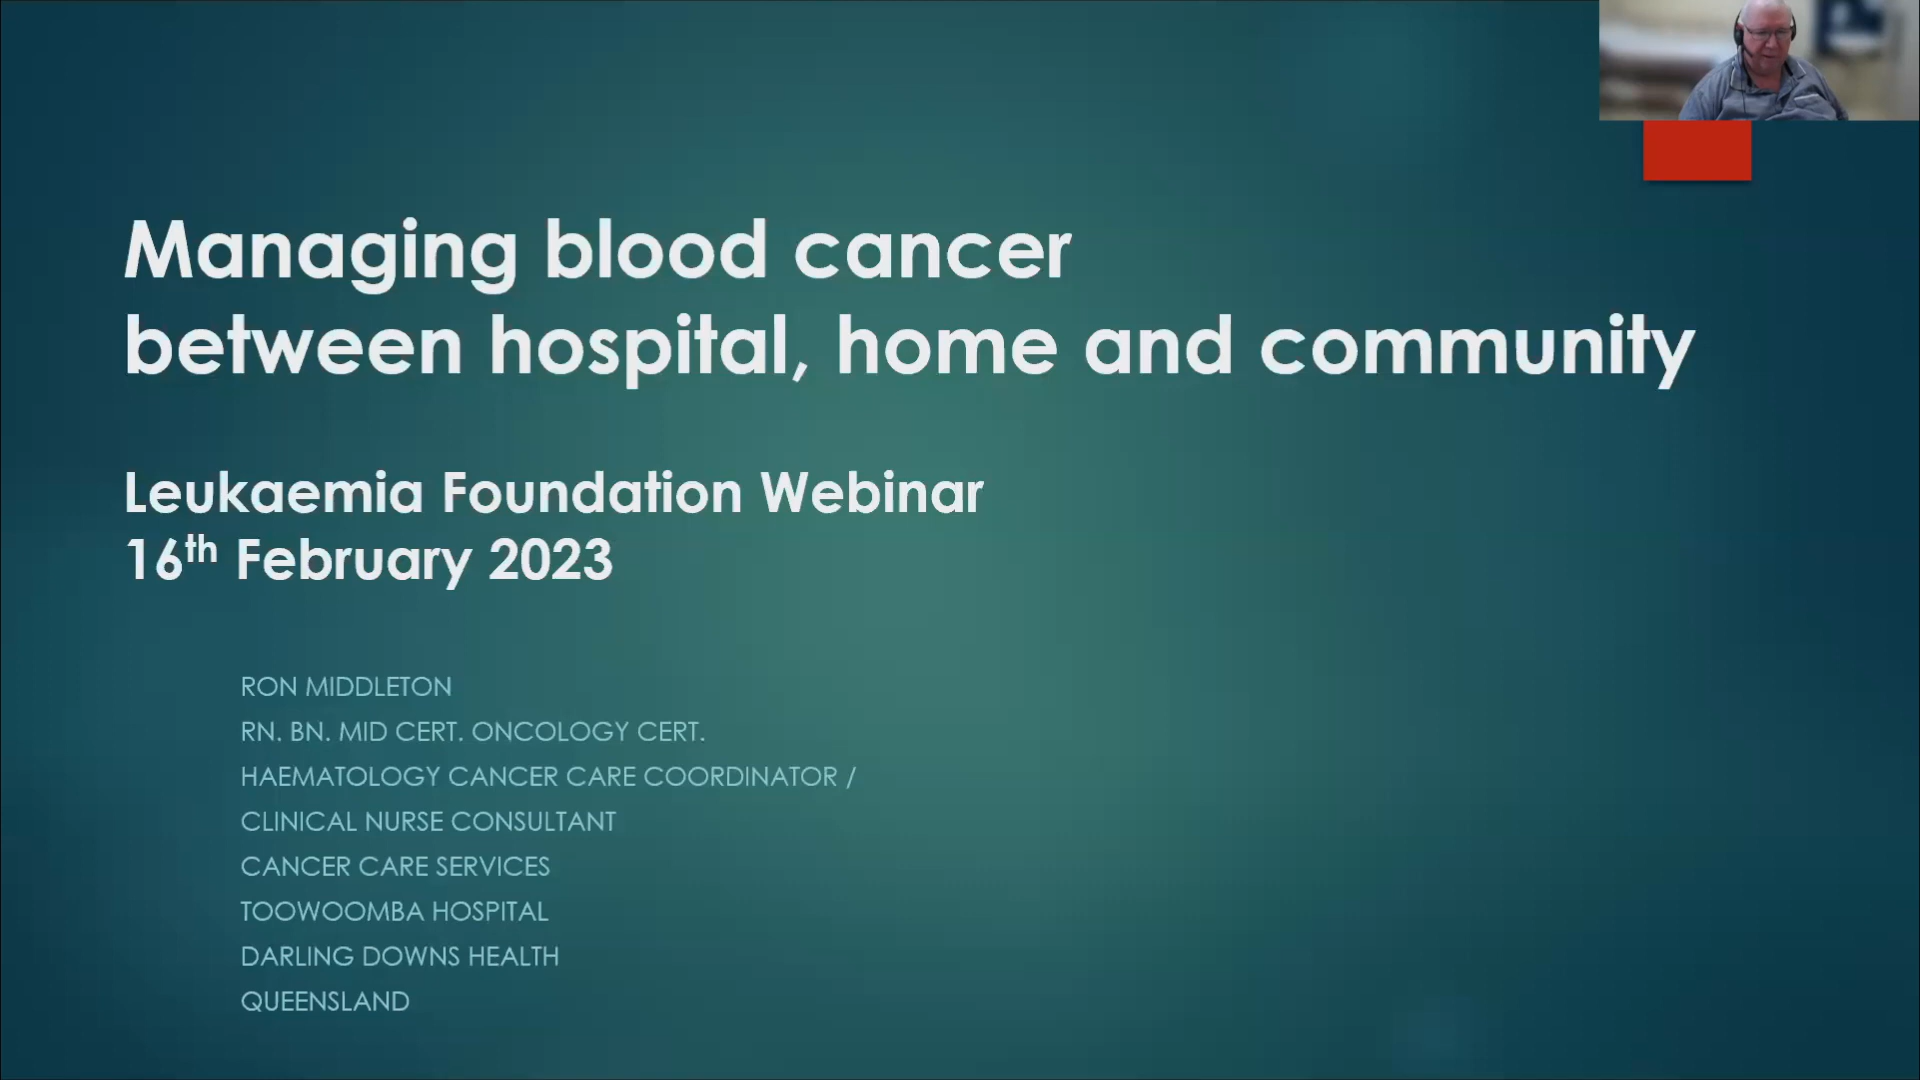 Managing blood cancer
between hospital, home and community
Leukaemia Foundation Webinar
16th February 2023
RON MIDDLETON
RN. BN. MID CERT. ONCOLOGY CERT.
HAEMATOLOGY CANCER CARE COORDINATOR /
CLINICAL NURSE CONSULTANT
CANCER CARE SERVICES
TOOWOOMBA HOSPITAL
DARLING DOWNS HEALTH
QUEENSLAND